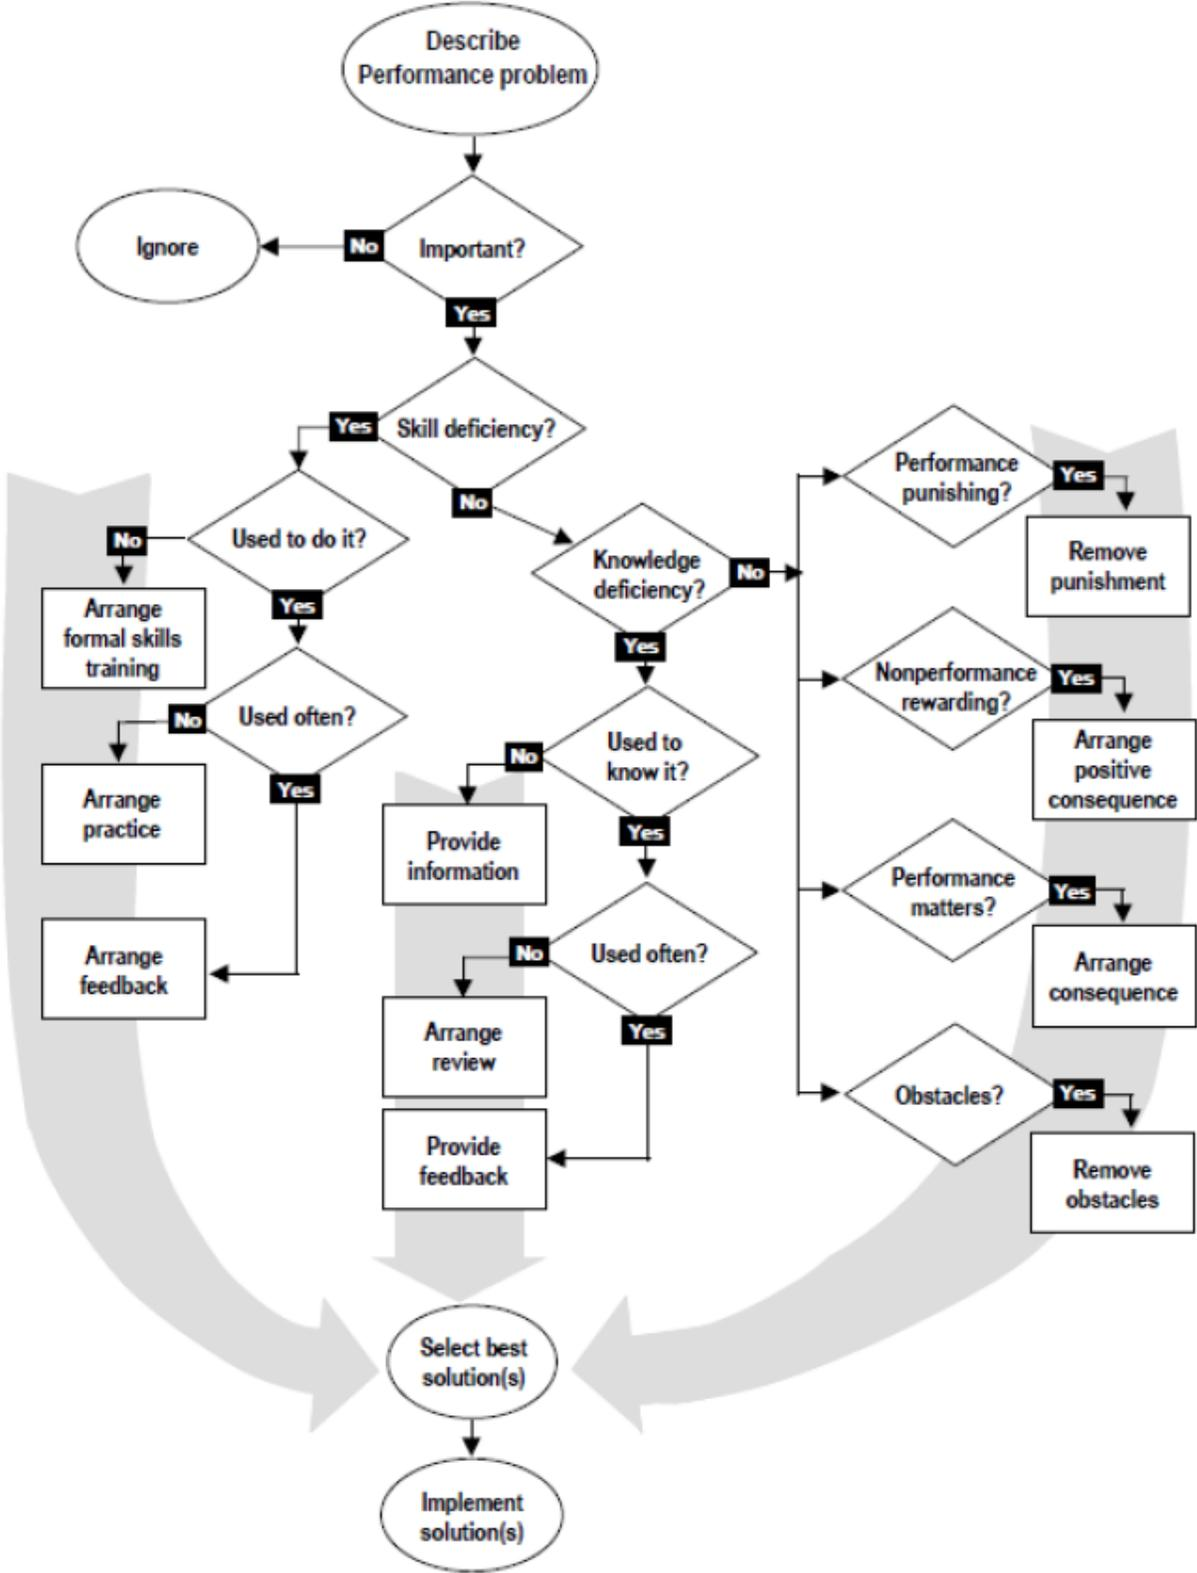 Describe
Performance problem
Ignore
No
Important?
Yes
Yes
Skill deficiency?
No
No
Used to do it?
Yes
Arrange
formal skills
training
No
Used often?
Yes
Arrange
practice
Arrange
feedback
Knowledge
deficiency?
No
Yes
No
Used to
know it?
Yes
Provide
information
No
Used often?
Yes
Arrange
review
Provide
feedback
Performance
punishing?
Yes
Remove
punishment
Nonperformance
rewarding?
Yes
Arrange
positive
consequence
Performance
matters?
Yes
Arrange
consequence
Obstacles?
Yes
Remove
obstacles
Select best
solution(s)
Implement
solution(s)